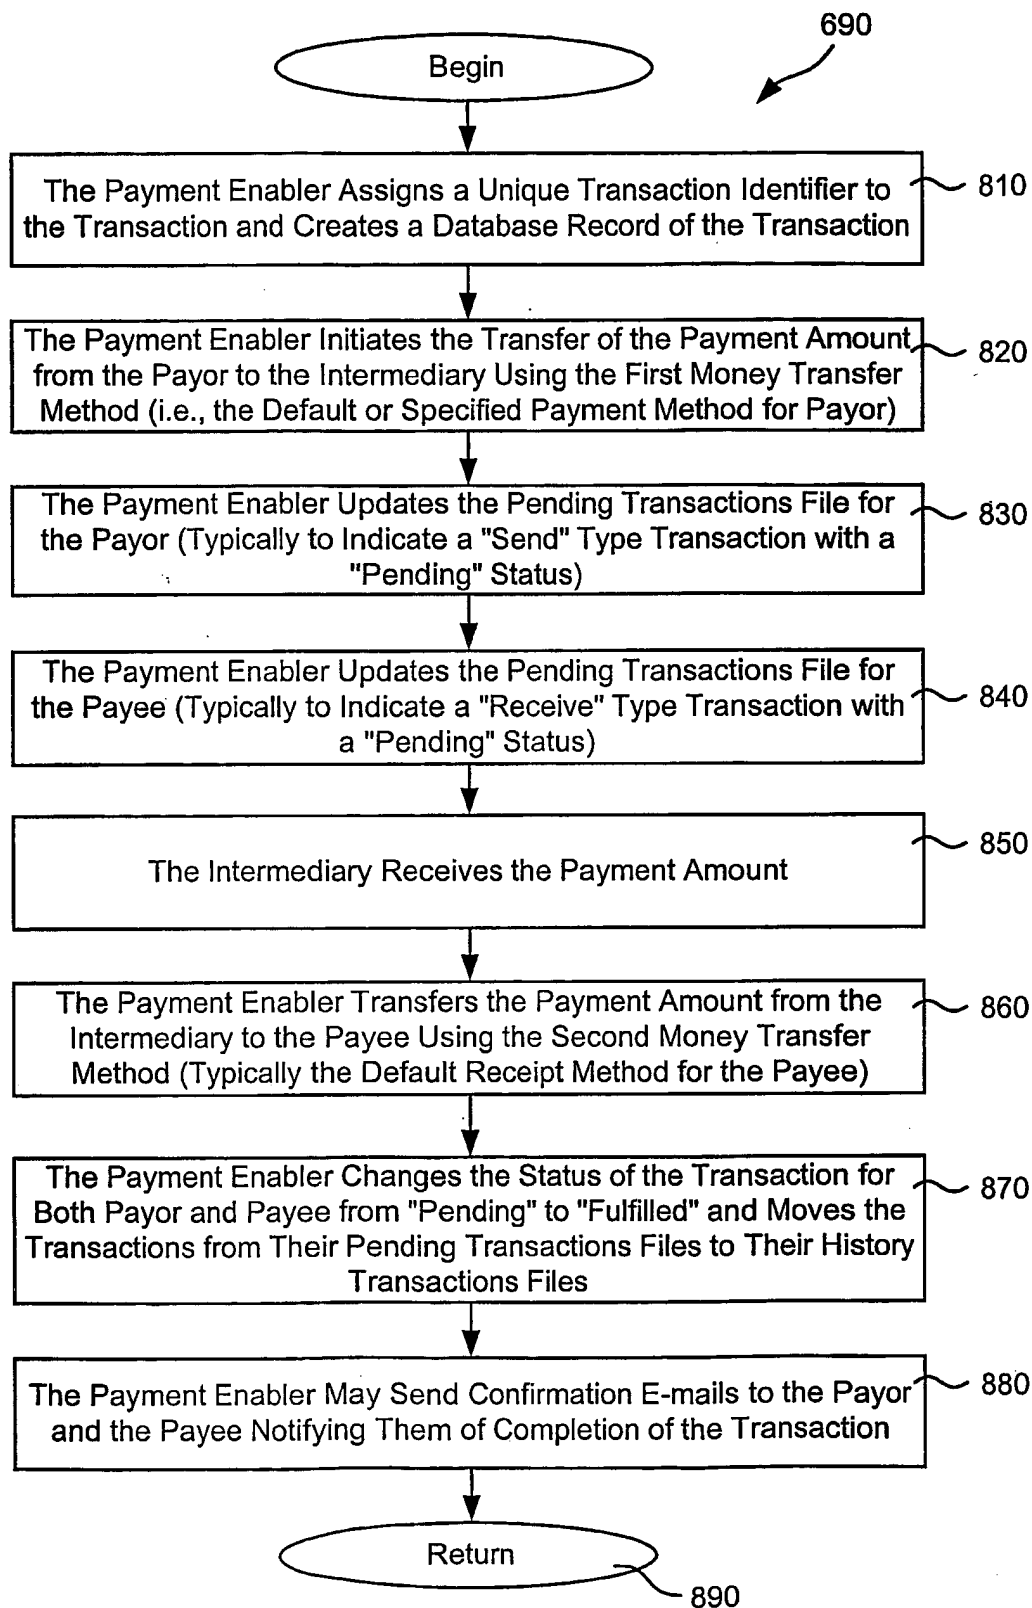 690
Begin
The Payment Enabler Assigns a Unique Transaction Identifier to
the Transaction and Creates a Database Record of the Transaction
810
The Payment Enabler Initiates the Transfer of the Payment Amount
from the Payor to the Intermediary Using the First Money Transfer
Method (i.e., the Default or Specified Payment Method for Payor)
820
The Payment Enabler Updates the Pending Transactions File for
the Payor (Typically to Indicate a "Send" Type Transaction with a
"Pending" Status)
830
The Payment Enabler Updates the Pending Transactions File for
the Payee (Typically to Indicate a "Receive" Type Transaction with
a "Pending" Status)
840
The Intermediary Receives the Payment Amount
850
The Payment Enabler Transfers the Payment Amount from the
Intermediary to the Payee Using the Second Money Transfer
Method (Typically the Default Receipt Method for the Payee)
860
The Payment Enabler Changes the Status of the Transaction for
Both Payor and Payee from "Pending" to "Fulfilled" and Moves the
Transactions from Their Pending Transactions Files to Their History
Transactions Files
870
The Payment Enabler May Send Confirmation E-mails to the Payor
and the Payee Notifying Them of Completion of the Transaction
880
Return
890